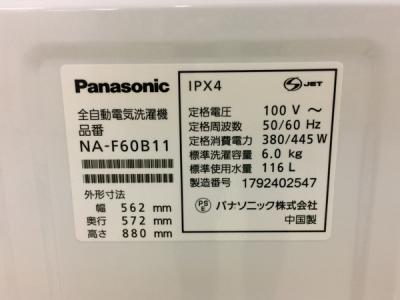 Panasonic
全自動電気洗濯機
品番
NA-F60B11
外形寸法
幅 562 mm
奥行 572 mm
高さ 880 mm
IPX4
S JET
定格電圧 100 V ～
定格周波数 50/60 Hz
定格消費電力 380/445 W
標準洗濯容量 6.0 kg
標準使用水量 116 L
製造番号 1792402547
PS E パナソニック株式会社
中国製